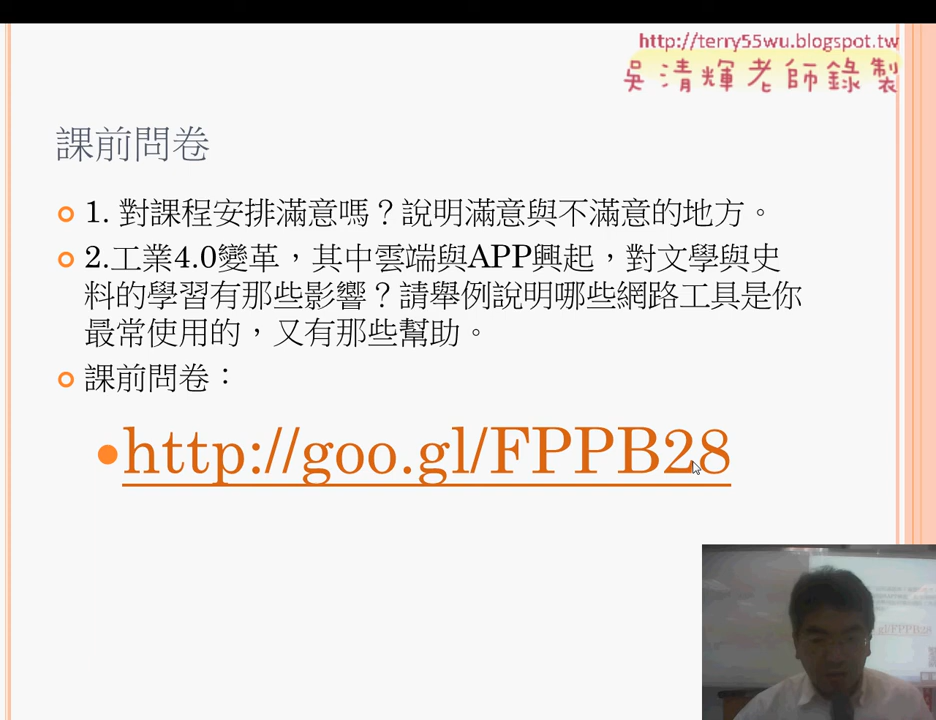 http://terry55wu.blogspot.tw
吳清輝老師錄製
課前問卷
1. 對課程安排滿意嗎？說明滿意與不滿意的地方。
2.工業4.0變革，其中雲端與APP興起，對文學與史
料的學習有那些影響？請舉例說明哪些網路工具是你
最常使用的，又有那些幫助。
課前問卷：
http://goo.gl/FPPB28
gl/FPPB28